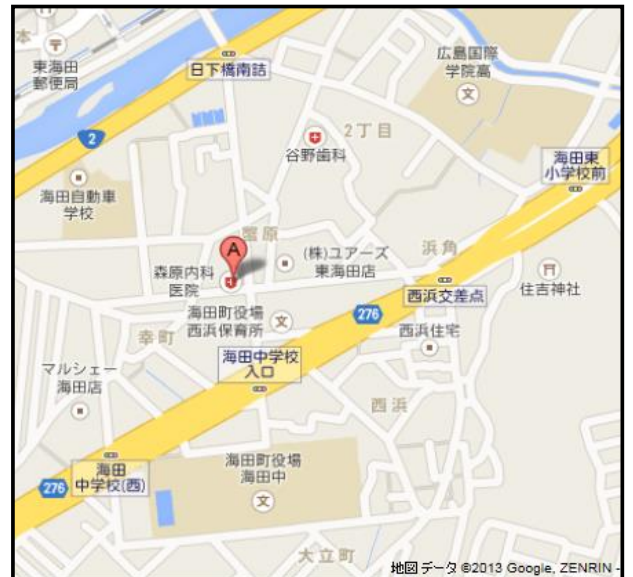 本
〒
東海田
郵便局
日下橋南詰
広島国際
学院高
文
2
2丁目
谷野歯科
海田東
小学校前
海田自動車
学校
蟹原
A
(株)ユアーズ
東海田店
浜角
森原内科
医院
西浜交差点
住吉神社
海田町役場
西浜保育所
文
276
西浜住宅
幸町
海田中学校
入口
マルシェー
海田店
西浜
海田
中学校(西)
276
海田町役場
海田中
文
大立町
地図 データ ©2013 Google, ZENRIN -